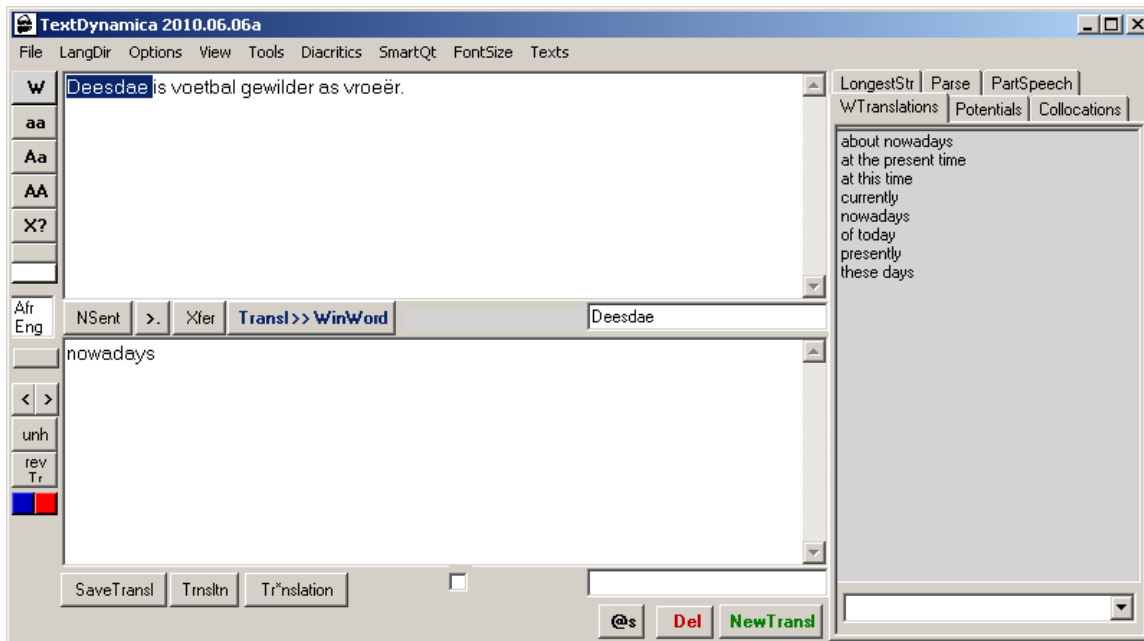 TextDynamica 2010.06.06a
File LangDir Options View Tools Diacritics SmartQt FontSize Texts
W
aa
Aa
AA
X?
Afr
Eng
Deesdae is voetbal gewilder as vroeër.
NSent >. Xfer Transl>>WinWord Deesdae
nowadays
< >
unh
rev
Tr
SaveTransl Trnsltn Tr*nslation
@s Del NewTransl
LongestStr Parse PartSpeech
WTranslations Potentials Collocations
about nowadays
at the present time
at this time
currently
nowadays
of today
presently
these days